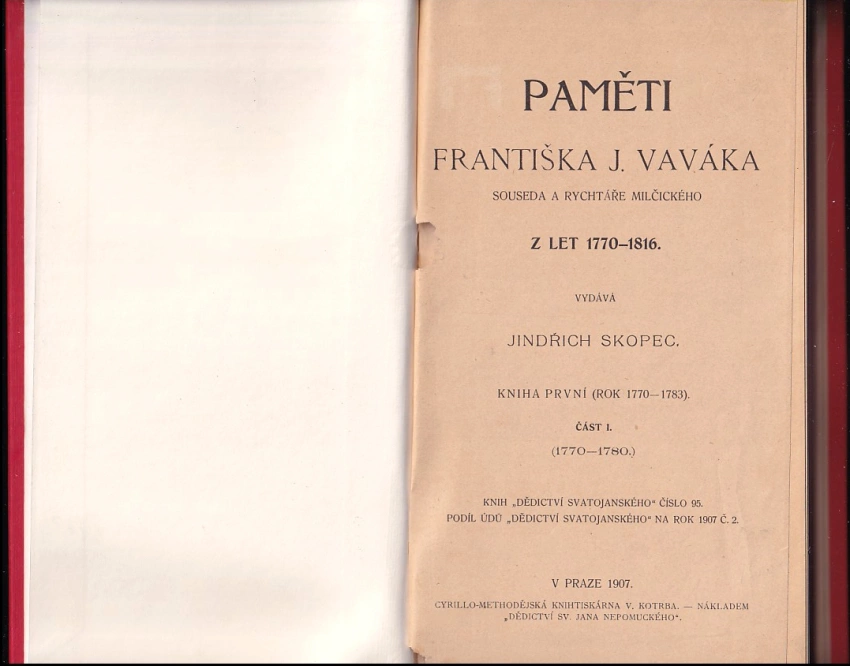 PAMĚTI
FRANTIŠKA J. VAVÁKA
SOUSEDA A RYCHTÁŘE MILČICKÉHO
Z LET 1770–1816.
VYDÁVÁ
JINDŘICH SKOPEC.
KNIHA PRVNÍ (ROK 1770—1783).
ČÁST I.
(1770—1780.)
KNIH „DĚDICTVÍ SVATOJANSKÉHO“ ČÍSLO 95.
PODÍL ÚDŮ „DĚDICTVÍ SVATOJANSKÉHO“ NA ROK 1907 Č. 2.
V PRAZE 1907.
CYRILLO-METHODĚJSKÁ KNIHTISKÁRNA V. KOTRBA. — NÁKLADEM
„DĚDICTVÍ SV. JANA NEPOMUCKÉHO“.